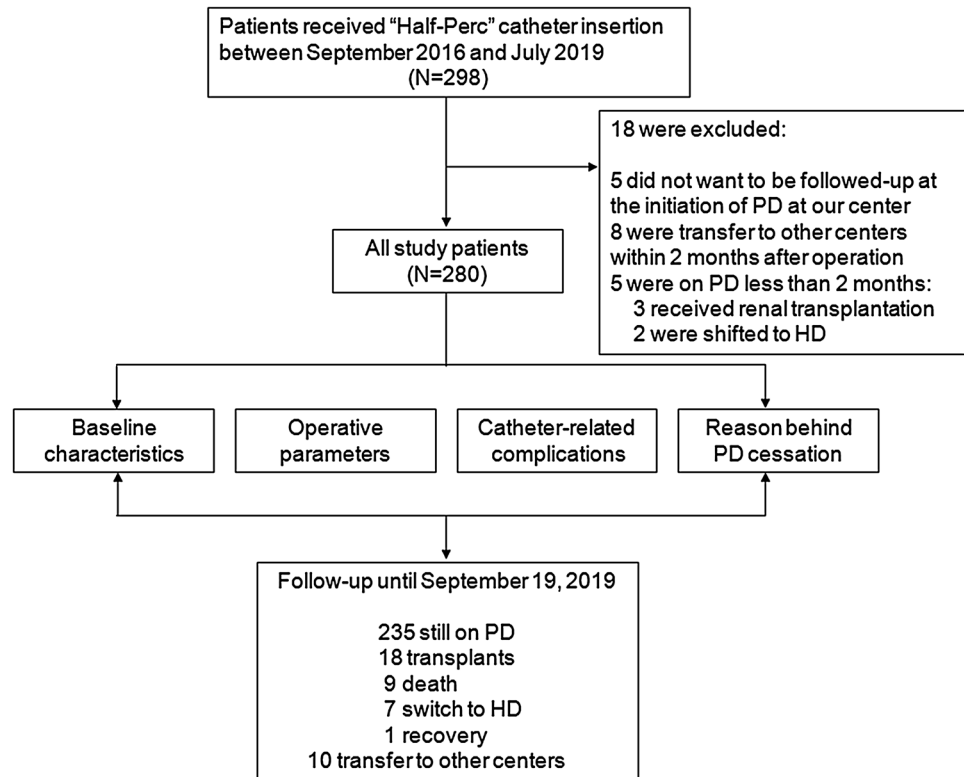 Patients received “Half-Perc” catheter insertion
between September 2016 and July 2019
(N=298)
18 were excluded:
5 did not want to be followed-up at
the initiation of PD at our center
8 were transfer to other centers
within 2 months after operation
5 were on PD less than 2 months:
3 received renal transplantation
2 were shifted to HD
All study patients
(N=280)
Baseline
characteristics
Operative
parameters
Catheter-related
complications
Reason behind
PD cessation
Follow-up until September 19, 2019
235 still on PD
18 transplants
9 death
7 switch to HD
1 recovery
10 transfer to other centers